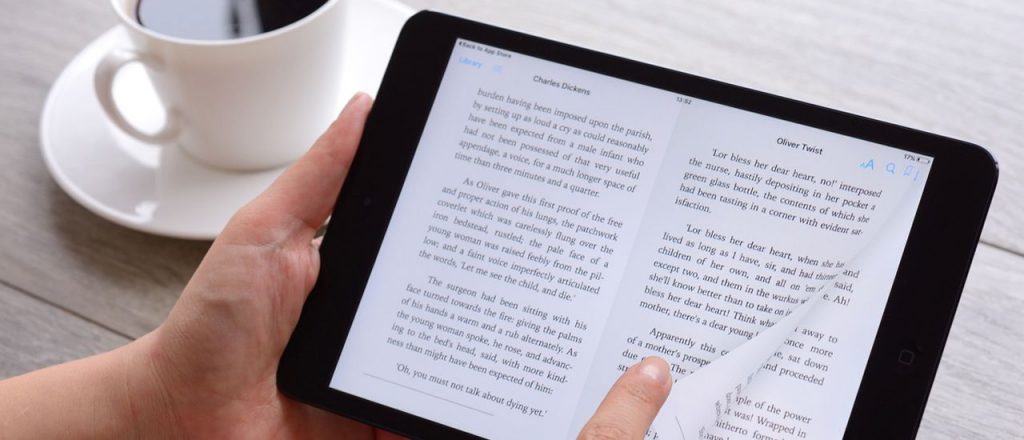 Back to App Store
Library
Charles Dickens
burden having been imposed upon the parish,
by setting up as loud a cry as could reasonably
have been expected from a male infant who
had not been possessed of that very useful
appendage, a voice, for a much longer space of
time than three minutes and a quarter.
As Oliver gave this first proof of the free
and proper action of his lungs, the patchwork
coverlet which was carelessly flung over the
iron bedstead, rustled; the pale face of a
young woman was raised feebly from the pil-
low; and a faint voice imperfectly articulated
the words, 'Let me see the child, and die.'
The surgeon had been sitting with his
face turned towards the fire: giving the palms
of his hands a warm and a rub alternately. As
the young woman spoke, he rose, and advanc-
ing to the bed's head, said, with more kind-
ness than might have been expected of him:
'Oh, you must not talk about dying yet.'
13:52
17%
Oliver Twist
AA
'Lor bless her dear heart, no!' interposed
the nurse, hastily depositing in her pocket a
green glass bottle, the contents of which she
had been tasting in a corner with evident sat-
isfaction.
'Lor bless her dear heart, when she has
lived as long as I have, sir, and had
children of her own, and all on
except two, and them in the wurkus
she'll know better than to take on in
bless her dear heart! Think what
mother, there's a dear young
Apparently this
of a mother's
due
and
said,
Ah!
away to
once more
sat down
and proceeded
of the power
it was! Wrapped in
hitherto formed
have been